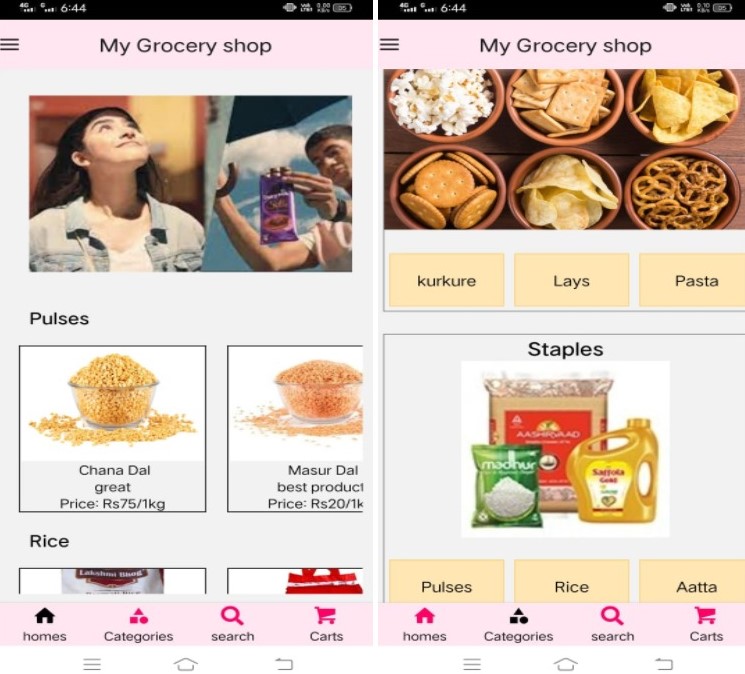 6:44
My Grocery shop
Pulses
Chana Dal
great
Price: Rs75/1kg
Masur Dal
best product
Price: Rs20/1k
Rice
Lakshmi Bhog
homes
Categories
search
Carts
6:44
My Grocery shop
kurkure
Lays
Pasta
Staples
AASHIRVAAD
madhur
Saffola
Gold
Pulses
Rice
Aatta
homes
Categories
search
Carts